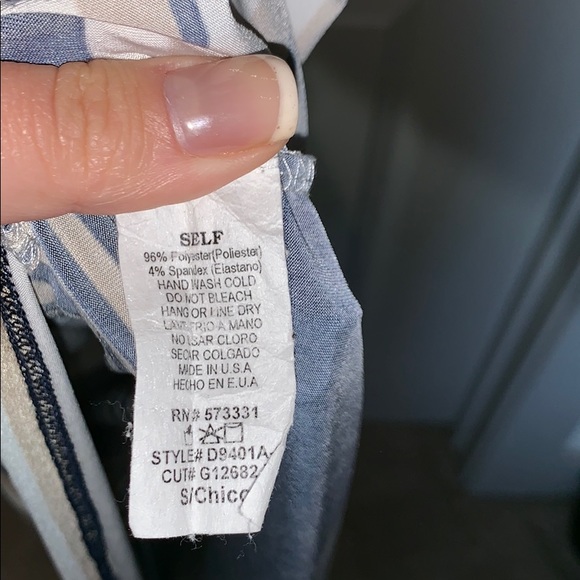 SELF
96% Polyester(Poliester)
4% Spandex (Elastano)
HAND WASH COLD
DO NOT BLEACH
HANG OR LINE DRY
LAVE FRIO A MANO
NO USAR CLORO
SECAR COLGADO
MADE IN U.S.A
HECHO EN E.U.A
RN# 573331
STYLE# D9401A
CUT# G12682
S/Chico